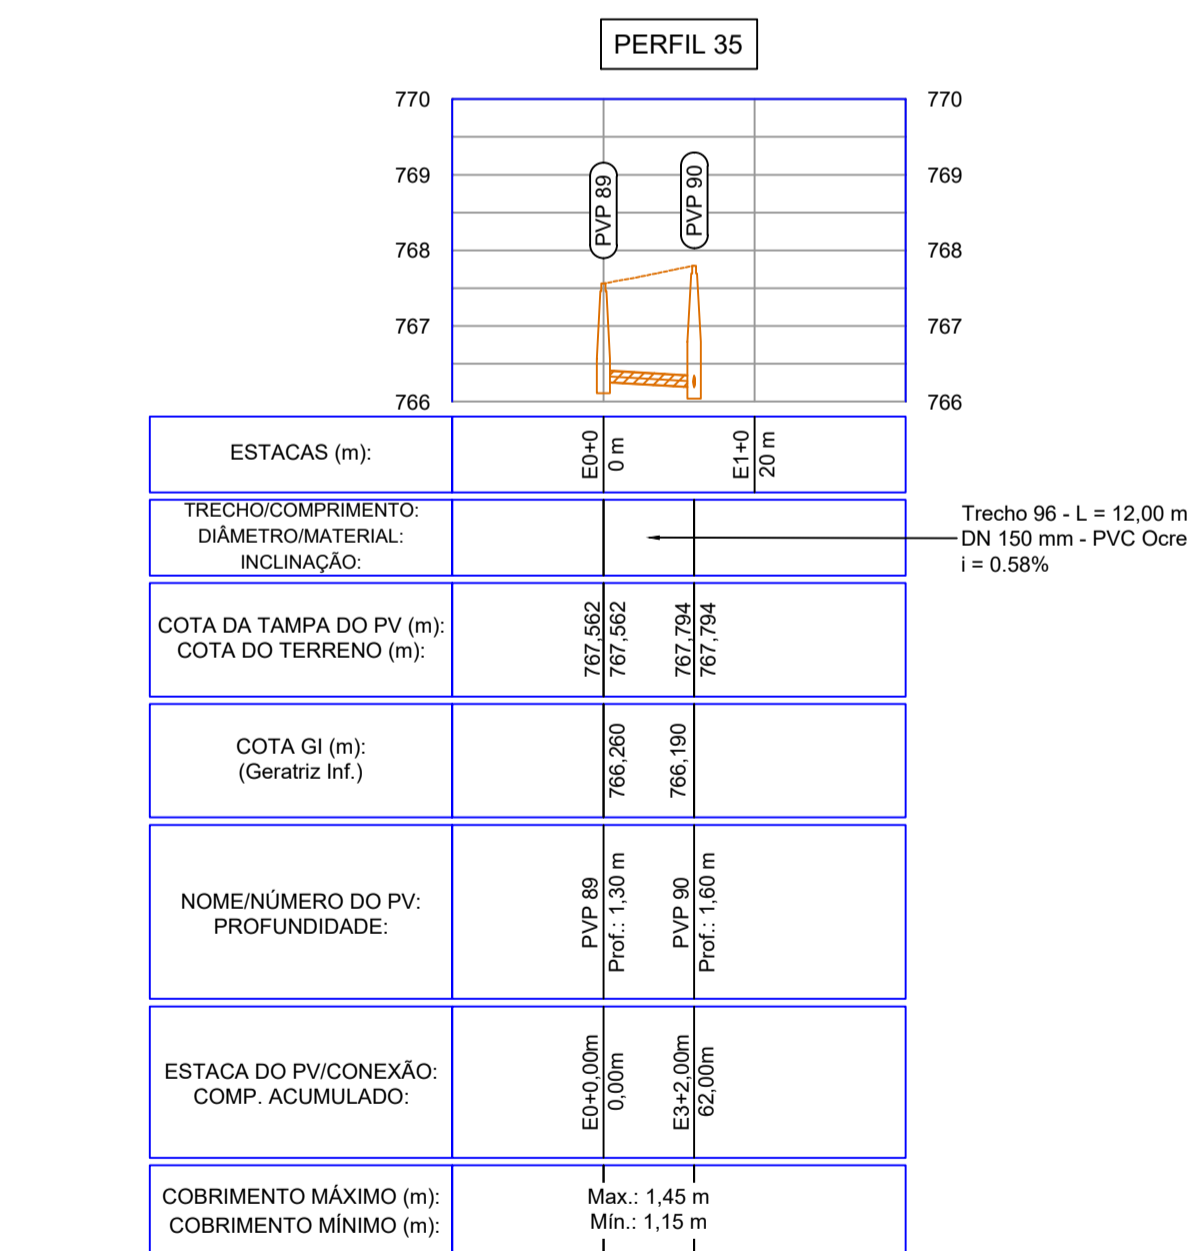 PERFIL 35
770
770
769
769
768
768
767
767
766
766
PVP 89
PVP 90
ESTACAS (m):
E0+0
0 m
E1+0
20 m
TRECHO/COMPRIMENTO:
DIÂMETRO/MATERIAL:
INCLINAÇÃO:
Trecho 96 - L = 12,00 m
DN 150 mm - PVC Ocre
i = 0.58%
COTA DA TAMPA DO PV (m):
COTA DO TERRENO (m):
767,562
767,562
767,794
767,794
COTA GI (m):
(Geratriz Inf.)
766,260
766,190
NOME/NÚMERO DO PV:
PROFUNDIDADE:
PVP 89
Prof.: 1,30 m
PVP 90
Prof.: 1,60 m
ESTACA DO PV/CONEXÃO:
COMP. ACUMULADO:
E0+0,00m
0,00m
E3+2,00m
62,00m
COBRIMENTO MÁXIMO (m):
COBRIMENTO MÍNIMO (m):
Max.: 1,45 m
Mín.: 1,15 m